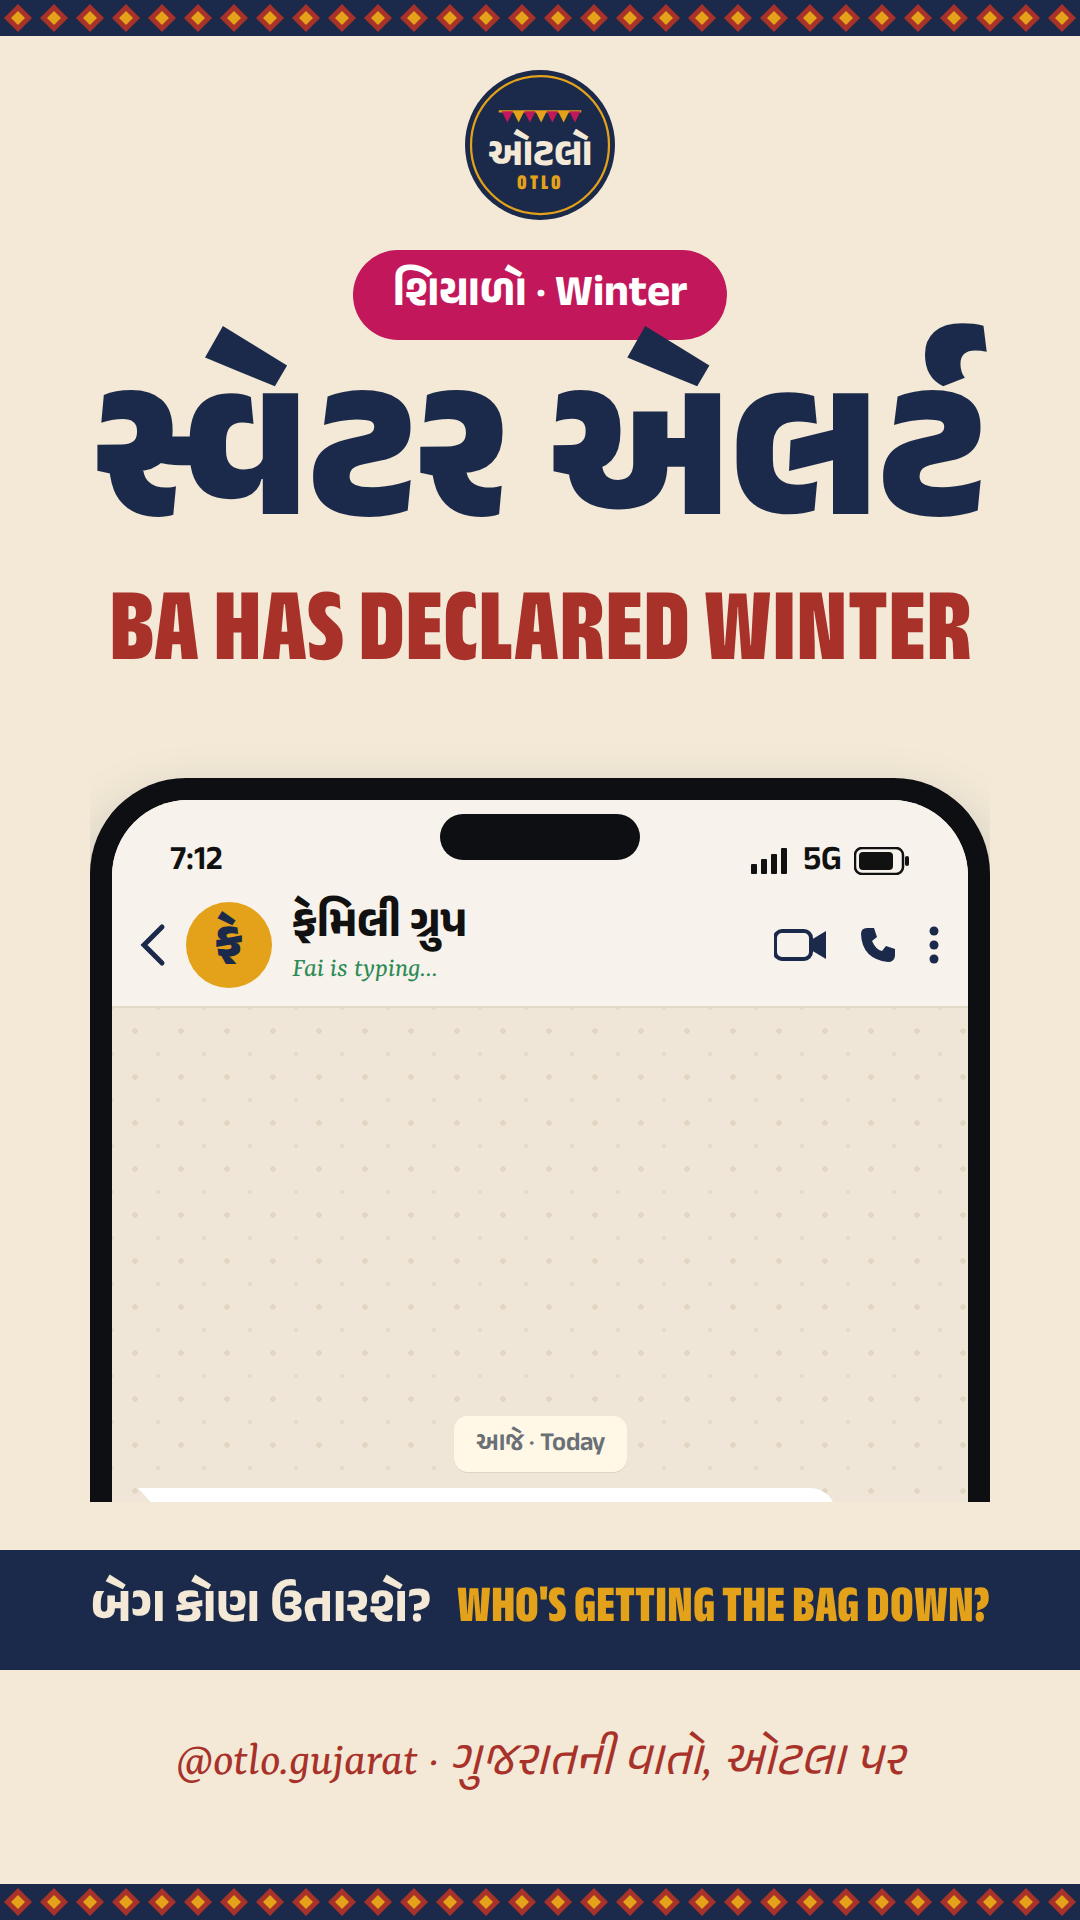 ઓટલો
OTLO
શિયાળો · Winter
સ્વેટર એલર્ટ
BA HAS DECLARED WINTER
7:12 5G
ફે ફેમિલી ગ્રુપ
Fai is typing...
આજે · Today
બેગ કોણ ઉતારશે? WHO'S GETTING THE BAG DOWN?
@otlo.gujarat · ગુજરાતની વાતો, ઓટલા પર